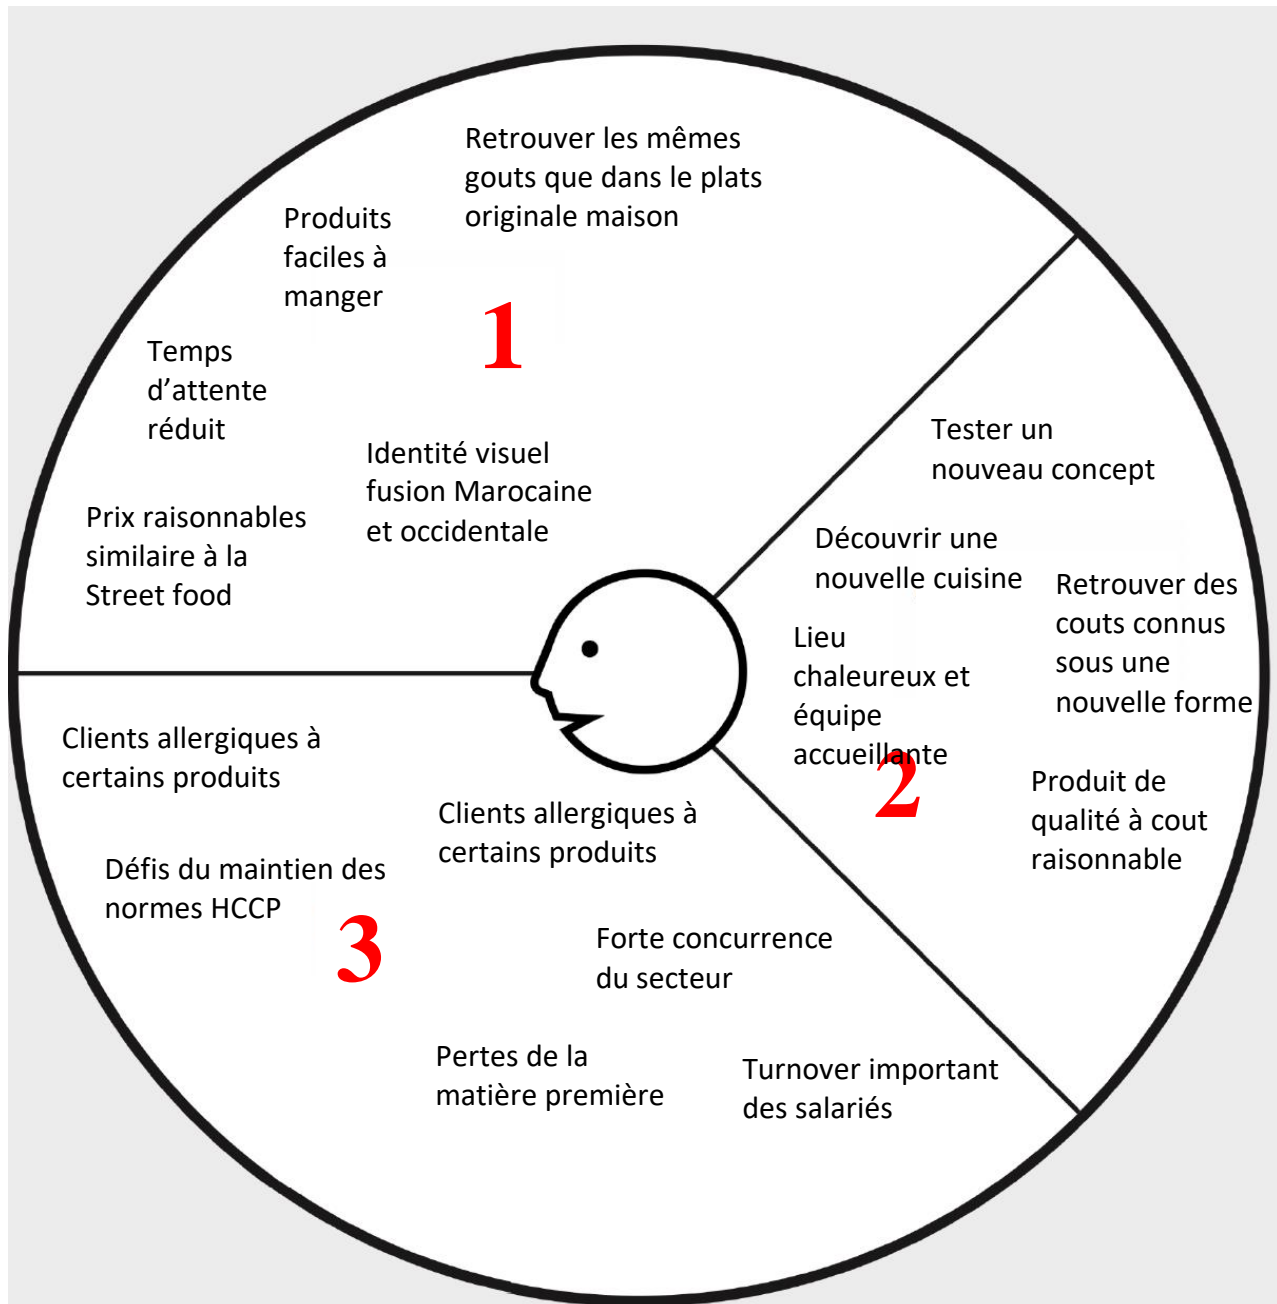 Retrouver les mêmes
gouts que dans le plats
originale maison
Produits
faciles à
manger
1
Temps
d’attente
réduit
Identité visuel
fusion Marocaine
et occidentale
Prix raisonnables
similaire à la
Street food
Tester un
nouveau concept
Découvrir une
nouvelle cuisine
Retrouver des
couts connus
sous une
nouvelle forme
Lieu
chaleureux et
équipe
accueillante
2
Produit de
qualité à cout
raisonnable
Clients allergiques à
certains produits
Clients allergiques à
certains produits
Défis du maintien des
normes HCCP
3
Forte concurrence
du secteur
Pertes de la
matière première
Turnover important
des salariés